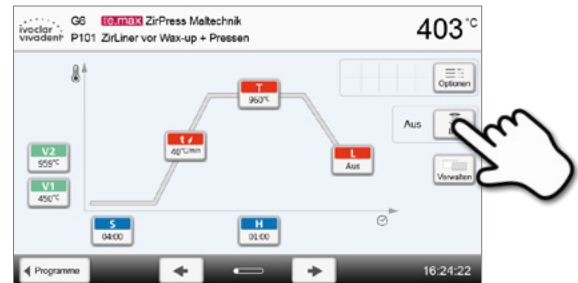 ivoclar vivadent
G6 IPS e.max ZirPress Maltechnik
P101 ZirLiner vor Wax-up + Pressen
403°C
Optionen
T
960°C
Aus
t↗
40°C/min
V2
959°C
L
Aus
Verwalten
V1
450°C
S
04:00
H
01:00
Programme
16:24:22